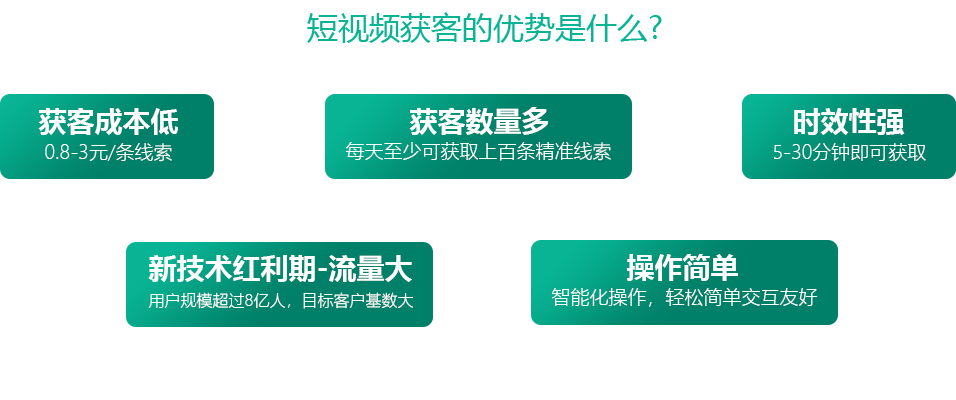 短视频获客的优势是什么?
获客成本低
0.8-3元/条线索
获客数量多
每天至少可获取上百条精准线索
时效性强
5-30分钟即可获取
新技术红利期-流量大
用户规模超过8亿人，目标客户基数大
操作简单
智能化操作，轻松简单交互友好